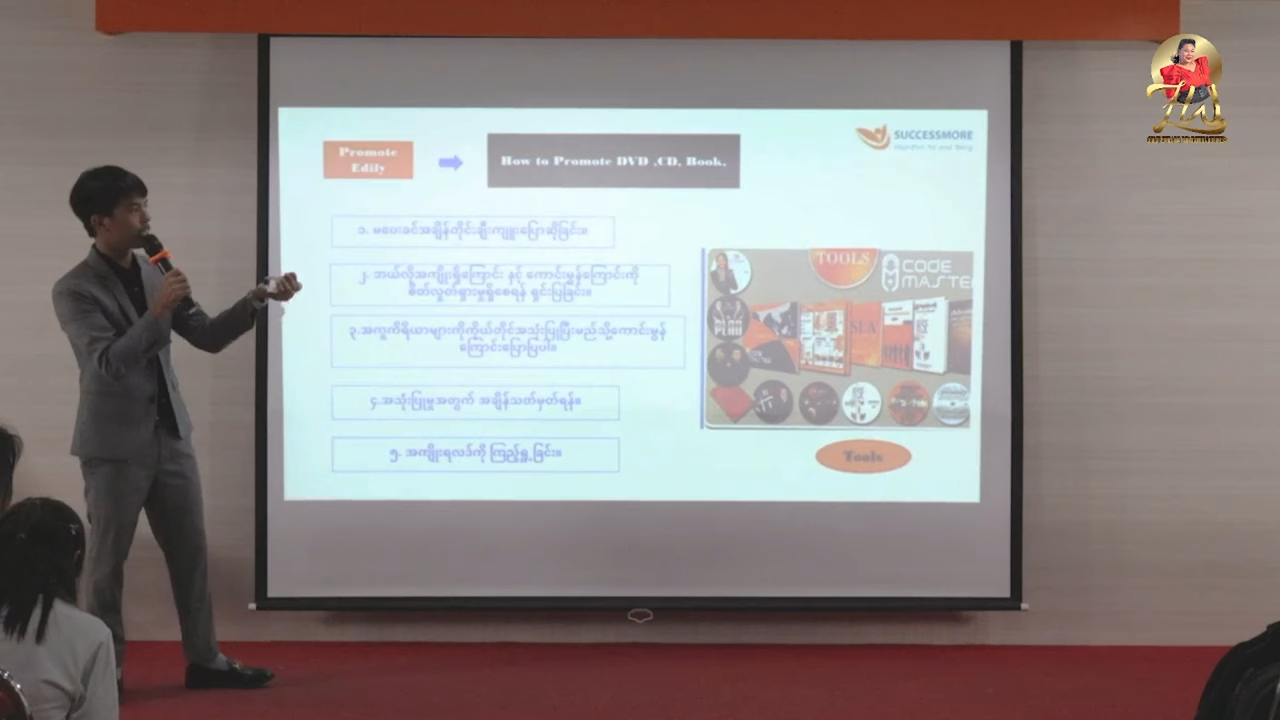 Promote
Edify
How to Promote DVD ,CD, Book,
SUCCESSMORE
၁. မပေးခင်အချိန်တိုင်းချီးကျူးပြောဆိုခြင်း။
၂. ဘယ်လိုအကျိုးရှိကြောင်း နှင့် ကောင်းမွန်ကြောင်းကို
စိတ်လှုတ်ရှားမှုရှိစေရန် ရှင်းပြခြင်း။
၃.အကူကိရိယာများကိုကိုယ်တိုင်အသုံးပြုပြီးမည်သို့ကောင်းမွန်
ကြောင်းပြောပြပါ။
၄.အသုံးပြုမှုအတွက် အချိန်သတ်မှတ်ရန်။
၅. အကျိုးရလဒ်ကို ကြည့်ရှု့ခြင်း။
TOOLS
CODE
MASTE
PLAN
SEA
Tools